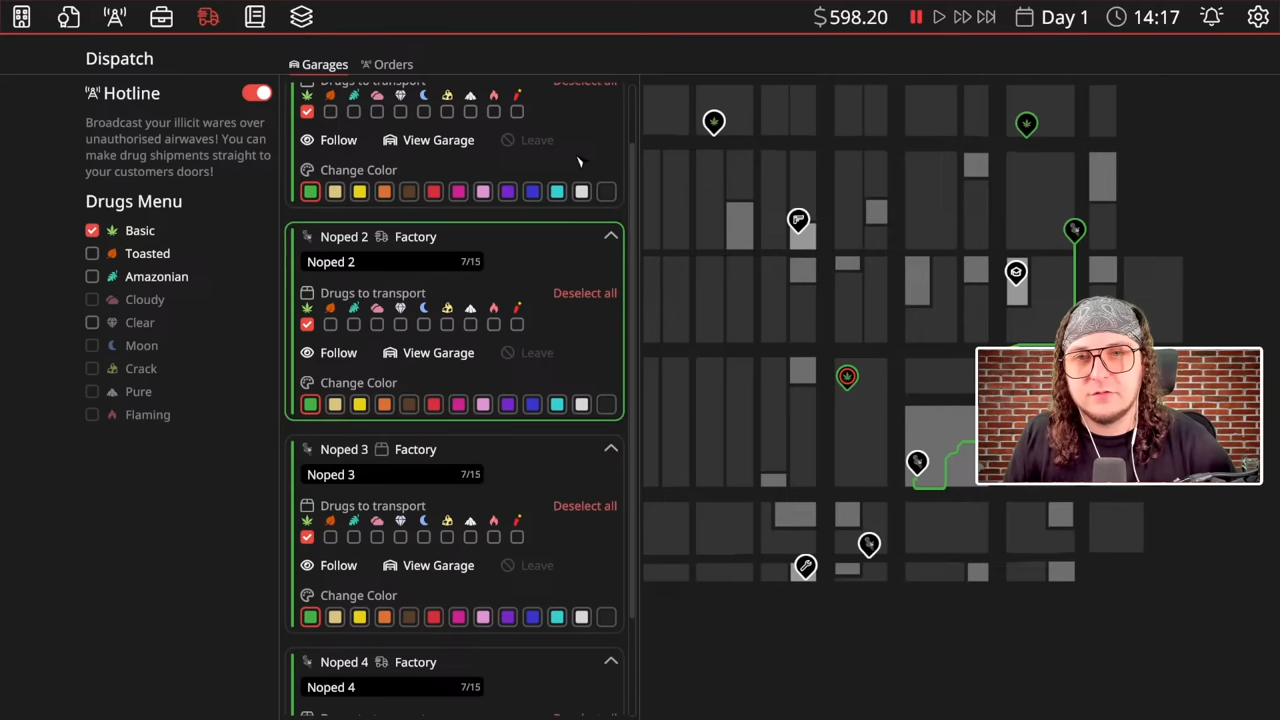 $598.20
Day 1
14:17
Dispatch
Garages
Orders
Hotline
Broadcast your illicit wares over
unauthorised airwaves! You can
make drug shipments straight to
your customers doors!
Drugs Menu
Basic
Toasted
Amazonian
Cloudy
Clear
Moon
Crack
Pure
Flaming
Drugs to transport
Deselect all
Follow
View Garage
Leave
Change Color
Noped 2
Factory
Noped 2
7/15
Drugs to transport
Deselect all
Follow
View Garage
Leave
Change Color
Noped 3
Factory
Noped 3
7/15
Drugs to transport
Deselect all
Follow
View Garage
Leave
Change Color
Noped 4
Factory
Noped 4
7/15